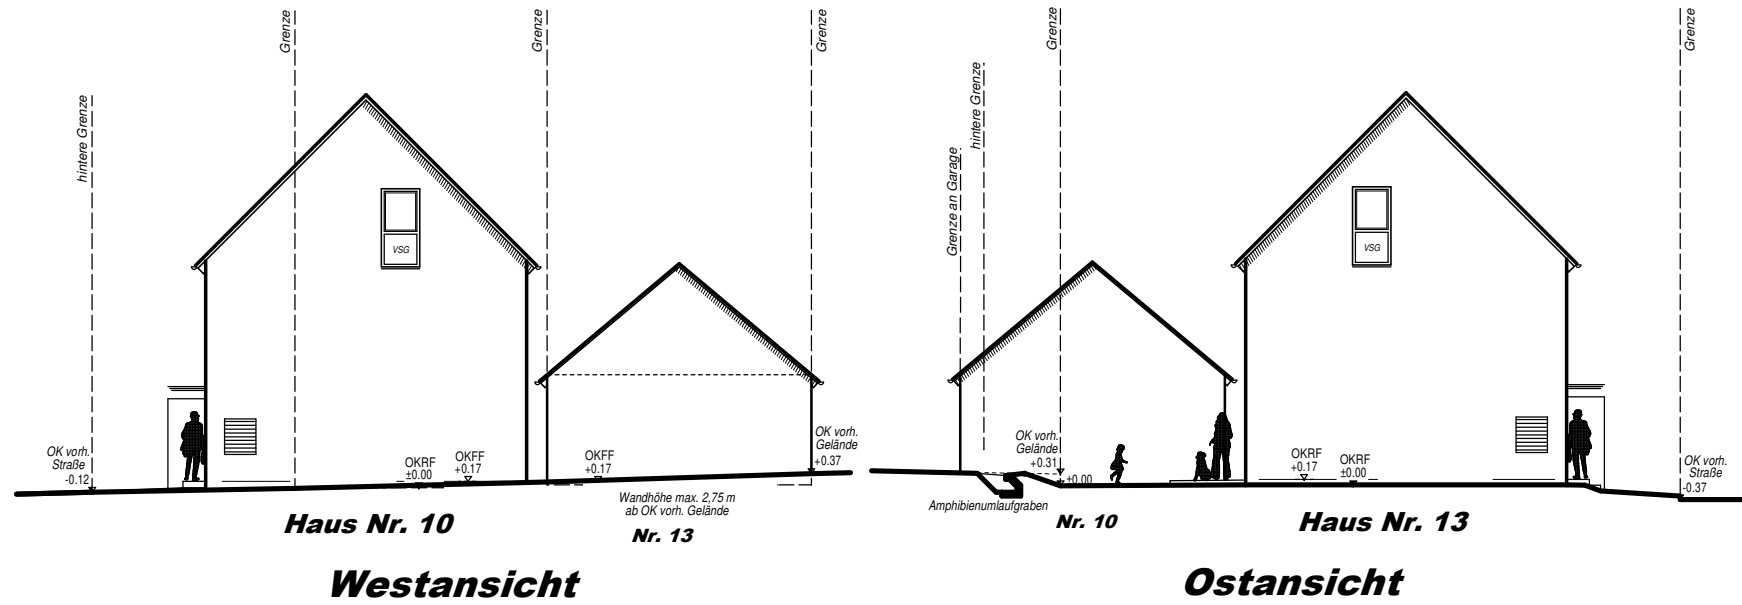 Grenze
Grenze
Grenze
hintere Grenze
VSG
OK vorh.
Straße
-0.12
OKRF
±0.00
OKFF
+0.17
OKFF
+0.17
OK vorh.
Gelände
+0.37
Wandhöhe max. 2,75 m
ab OK vorh. Gelände
Haus Nr. 10
Nr. 13
Westansicht
Grenze
Grenze
hintere Grenze
Grenze an Garage
VSG
OK vorh.
Gelände
+0.31
±0.00
OKRF
+0.17
OKRF
±0.00
OK vorh.
Straße
-0.37
Amphibienumlaufgraben
Nr. 10
Haus Nr. 13
Ostansicht